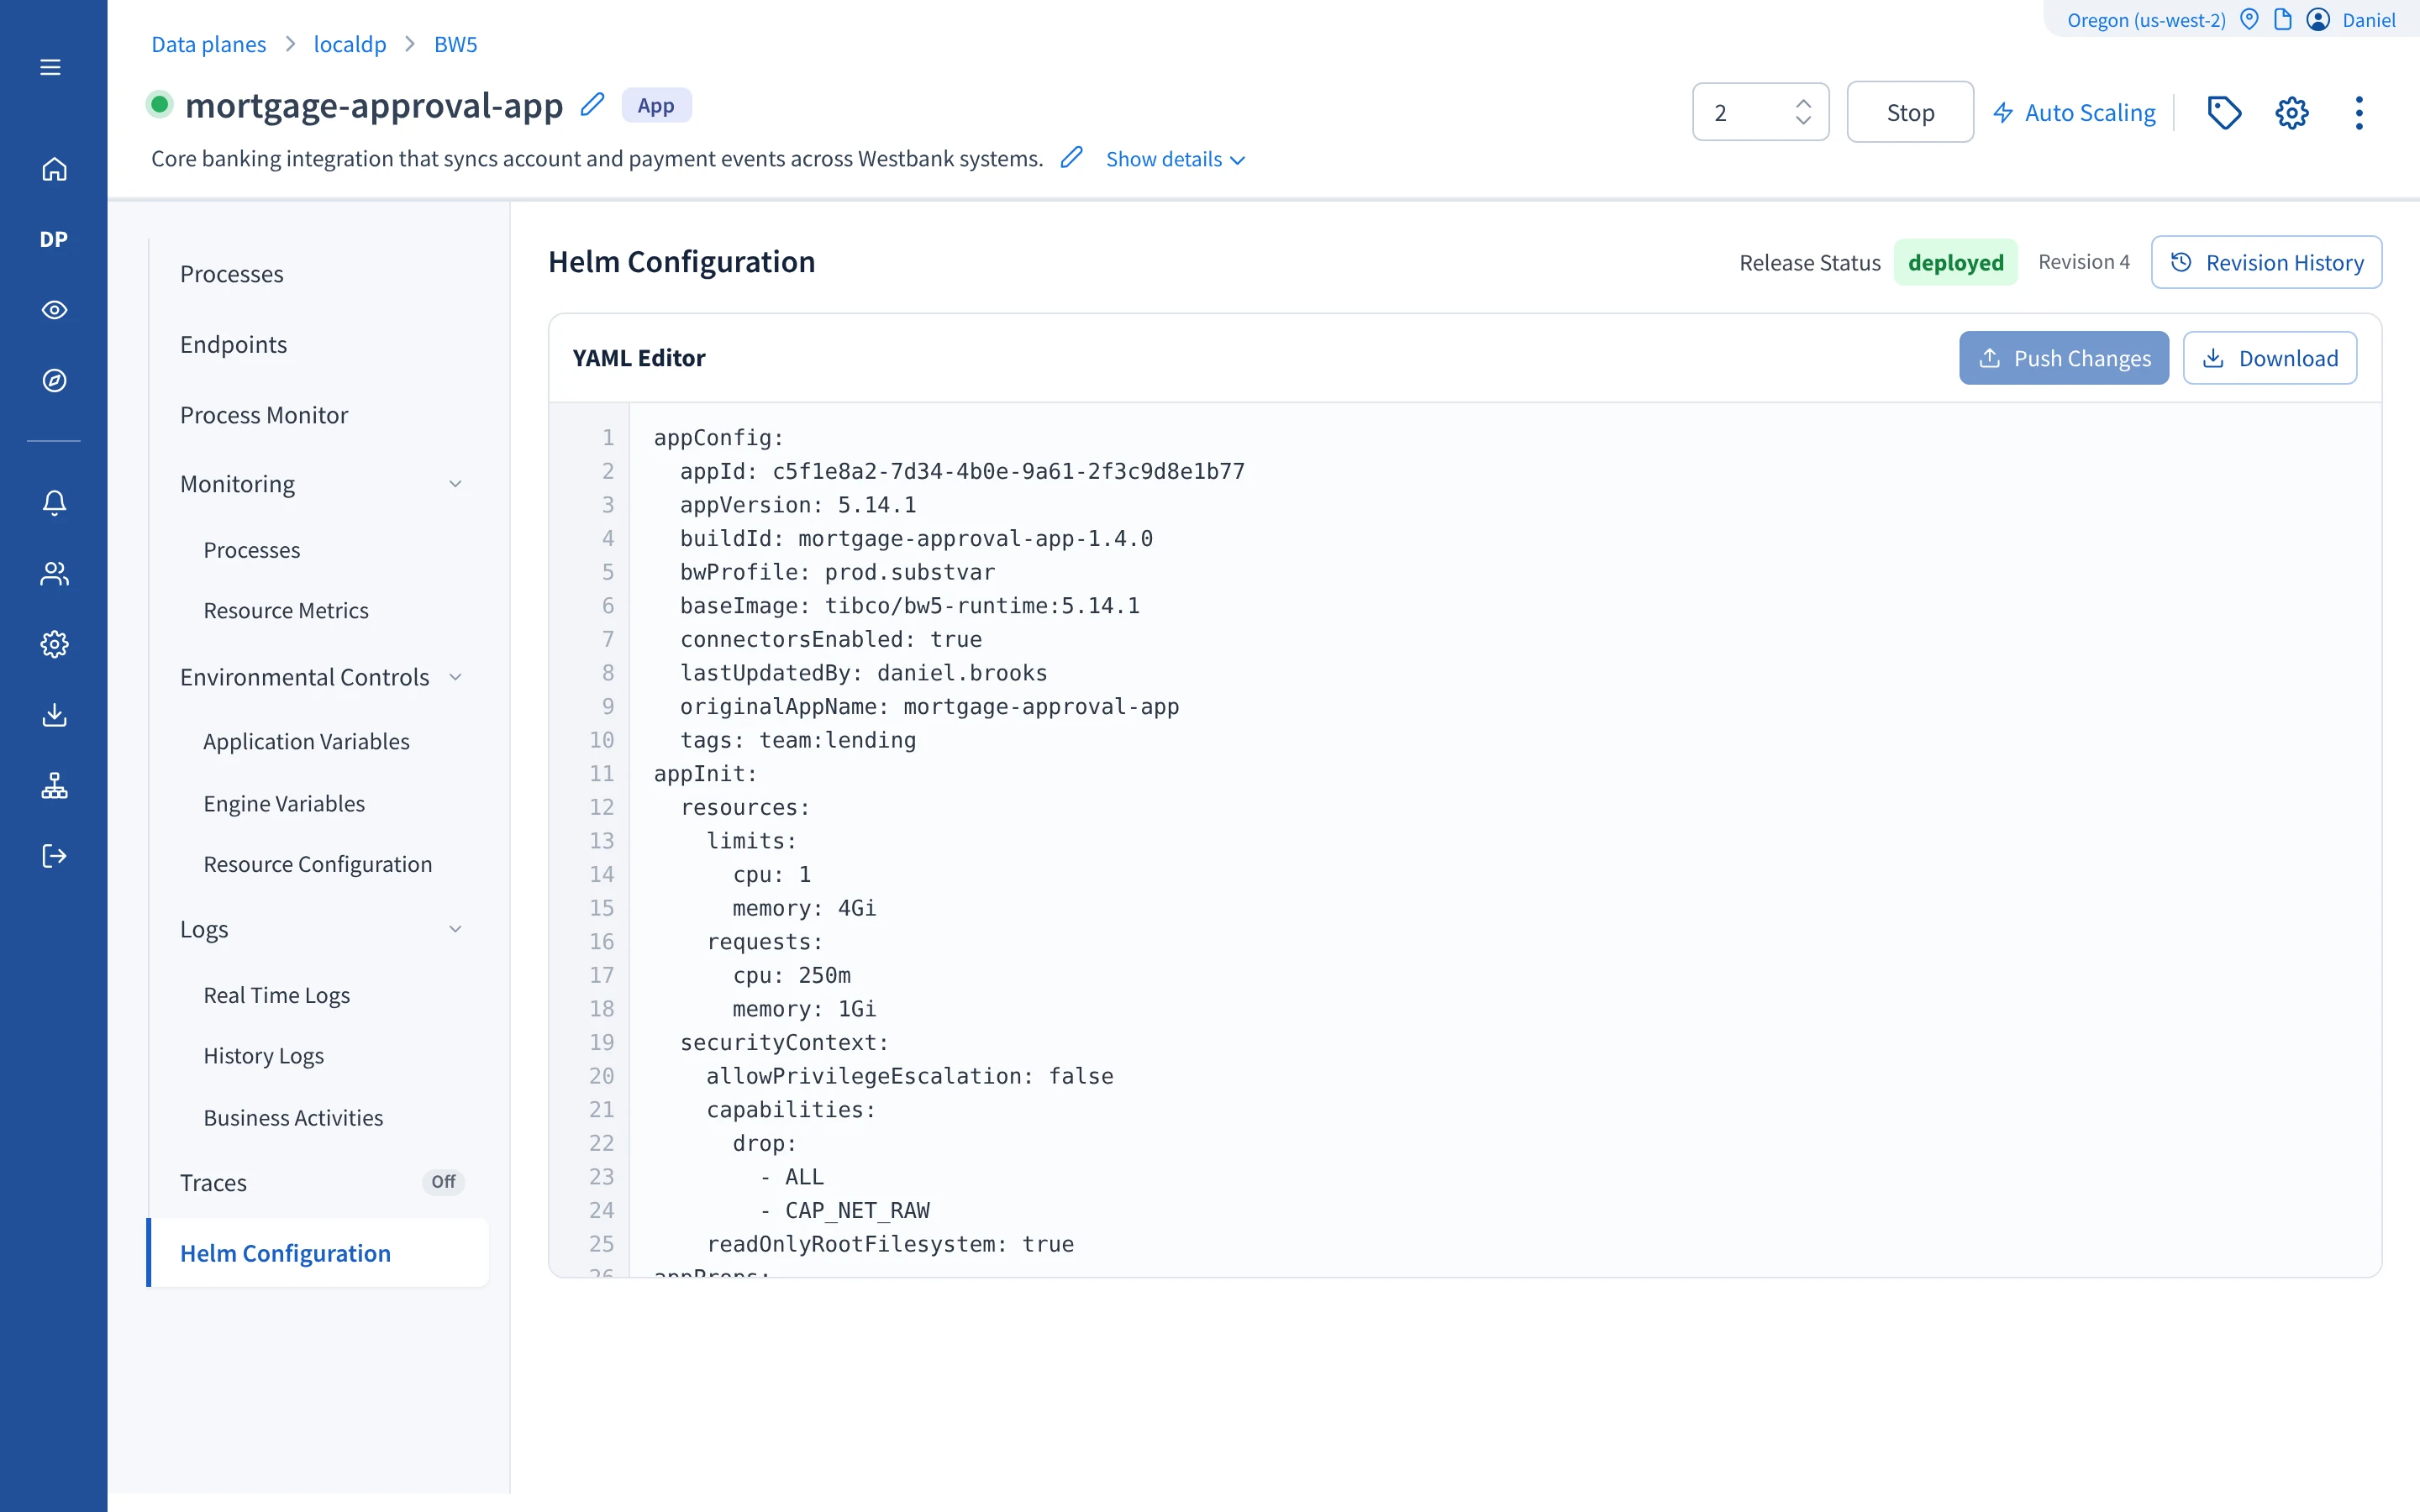 Oregon (us-west-2) Daniel
Data planes > localdp > BW5
mortgage-approval-app App
2 Stop Auto Scaling
Core banking integration that syncs account and payment events across Westbank systems. Show details
DP
Processes
Endpoints
Process Monitor
Monitoring
Processes
Resource Metrics
Environmental Controls
Application Variables
Engine Variables
Resource Configuration
Logs
Real Time Logs
History Logs
Business Activities
Traces Off
Helm Configuration
Helm Configuration
Release Status deployed Revision 4 Revision History
YAML Editor
Push Changes Download
1 appConfig:
2   appId: c5f1e8a2-7d34-4b0e-9a61-2f3c9d8e1b77
3   appVersion: 5.14.1
4   buildId: mortgage-approval-app-1.4.0
5   bwProfile: prod.substvar
6   baseImage: tibco/bw5-runtime:5.14.1
7   connectorsEnabled: true
8   lastUpdatedBy: daniel.brooks
9   originalAppName: mortgage-approval-app
10   tags: team:lending
11 appInit:
12   resources:
13     limits:
14       cpu: 1
15       memory: 4Gi
16     requests:
17       cpu: 250m
18       memory: 1Gi
19   securityContext:
20     allowPrivilegeEscalation: false
21     capabilities:
22       drop:
23         - ALL
24         - CAP_NET_RAW
25     readOnlyRootFilesystem: true
26 appProps: